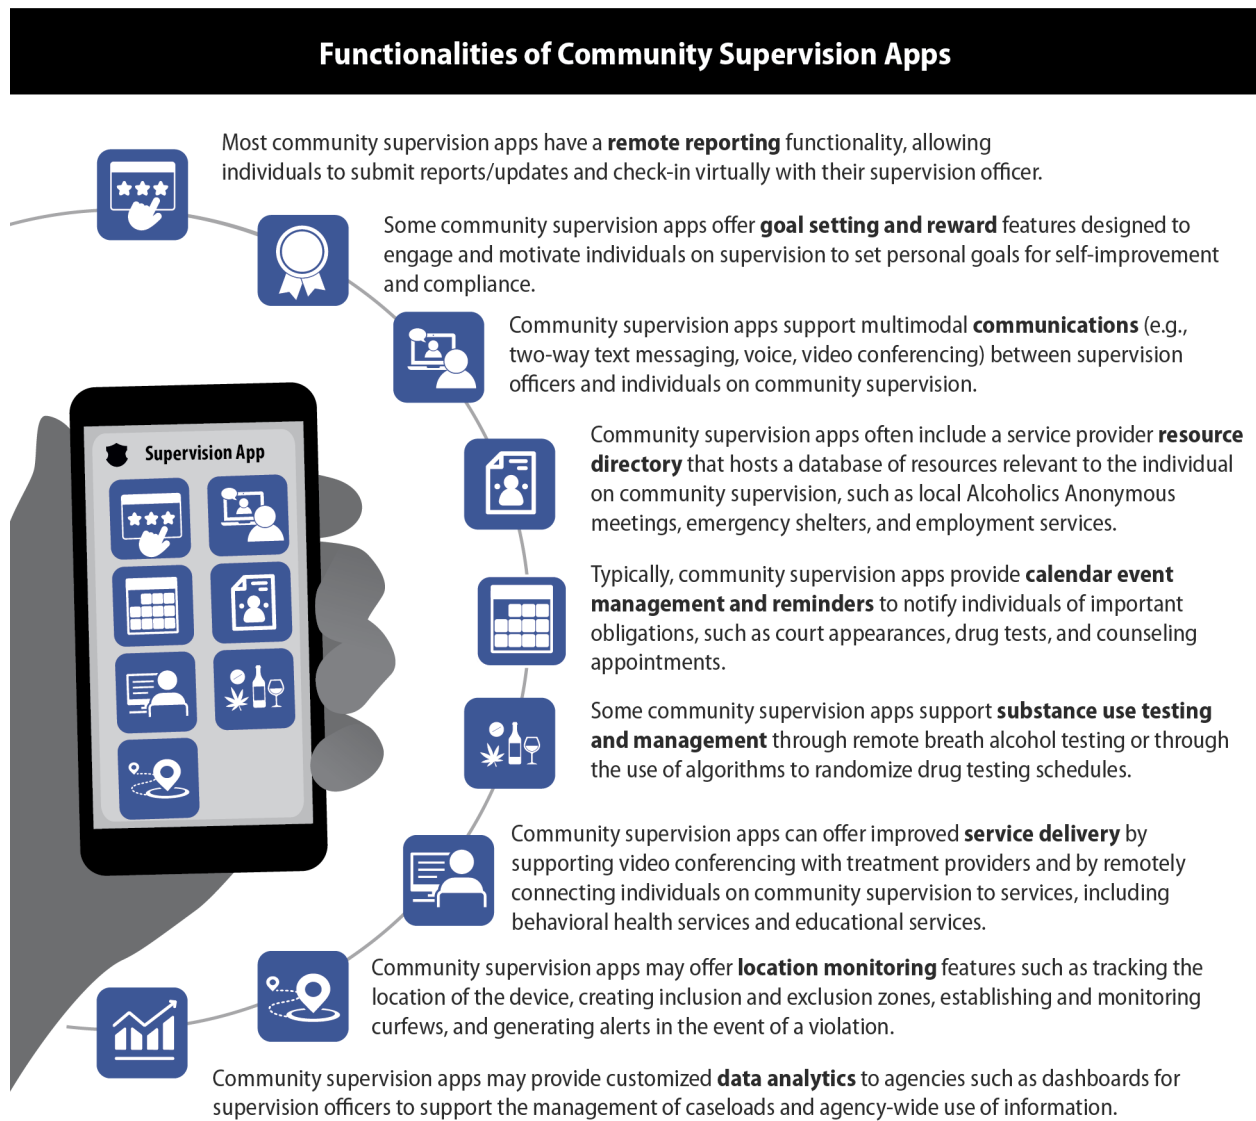 Functionalities of Community Supervision Apps
Most community supervision apps have a remote reporting functionality, allowing
individuals to submit reports/updates and check-in virtually with their supervision officer.
Some community supervision apps offer goal setting and reward features designed to
engage and motivate individuals on supervision to set personal goals for self-improvement
and compliance.
Community supervision apps support multimodal communications (e.g.,
two-way text messaging, voice, video conferencing) between supervision
officers and individuals on community supervision.
Community supervision apps often include a service provider resource
directory that hosts a database of resources relevant to the individual
on community supervision, such as local Alcoholics Anonymous
meetings, emergency shelters, and employment services.
Supervision App
Typically, community supervision apps provide calendar event
management and reminders to notify individuals of important
obligations, such as court appearances, drug tests, and counseling
appointments.
Some community supervision apps support substance use testing
and management through remote breath alcohol testing or through
the use of algorithms to randomize drug testing schedules.
Community supervision apps can offer improved service delivery by
supporting video conferencing with treatment providers and by remotely
connecting individuals on community supervision to services, including
behavioral health services and educational services.
Community supervision apps may offer location monitoring features such as tracking the
location of the device, creating inclusion and exclusion zones, establishing and monitoring
curfews, and generating alerts in the event of a violation.
Community supervision apps may provide customized data analytics to agencies such as dashboards for
supervision officers to support the management of caseloads and agency-wide use of information.